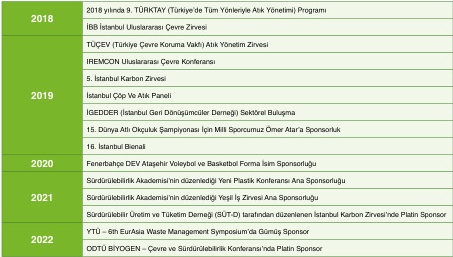 2018
2018 yılında 9. TÜRKTAY (Türkiye'de Tüm Yönleriyle Atık Yönetimi) Programı
İBB İstanbul Uluslararası Çevre Zirvesi
2019
TÜÇEV (Türkiye Çevre Koruma Vakfı) Atık Yönetim Zirvesi
IREMCON Uluslararası Çevre Konferansı
5. İstanbul Karbon Zirvesi
İstanbul Çöp Ve Atık Paneli
İGEDDER (İstanbul Geri Dönüşümcüler Derneği) Sektörel Buluşma
15. Dünya Atlı Okçuluk Şampiyonası İçin Milli Sporcumuz Ömer Atar'a Sponsorluk
16. İstanbul Bienali
2020
Fenerbahçe DEV Ataşehir Voleybol ve Basketbol Forma İsim Sponsorluğu
2021
Sürdürülebilirlik Akademisi'nin düzenlediği Yeni Plastik Konferansı Ana Sponsorluğu
Sürdürülebilirlik Akademisi'nin düzenlediği Yeşil İş Zirvesi Ana Sponsorluğu
Sürdürülebilir Üretim ve Tüketim Derneği (SÜT-D) tarafından düzenlenen İstanbul Karbon Zirvesi'nde Platin Sponsor
2022
YTÜ – 6th EurAsia Waste Management Symposium'da Gümüş Sponsor
ODTÜ BİYOGEN – Çevre ve Sürdürülebilirlik Konferansı'nda Platin Sponsor